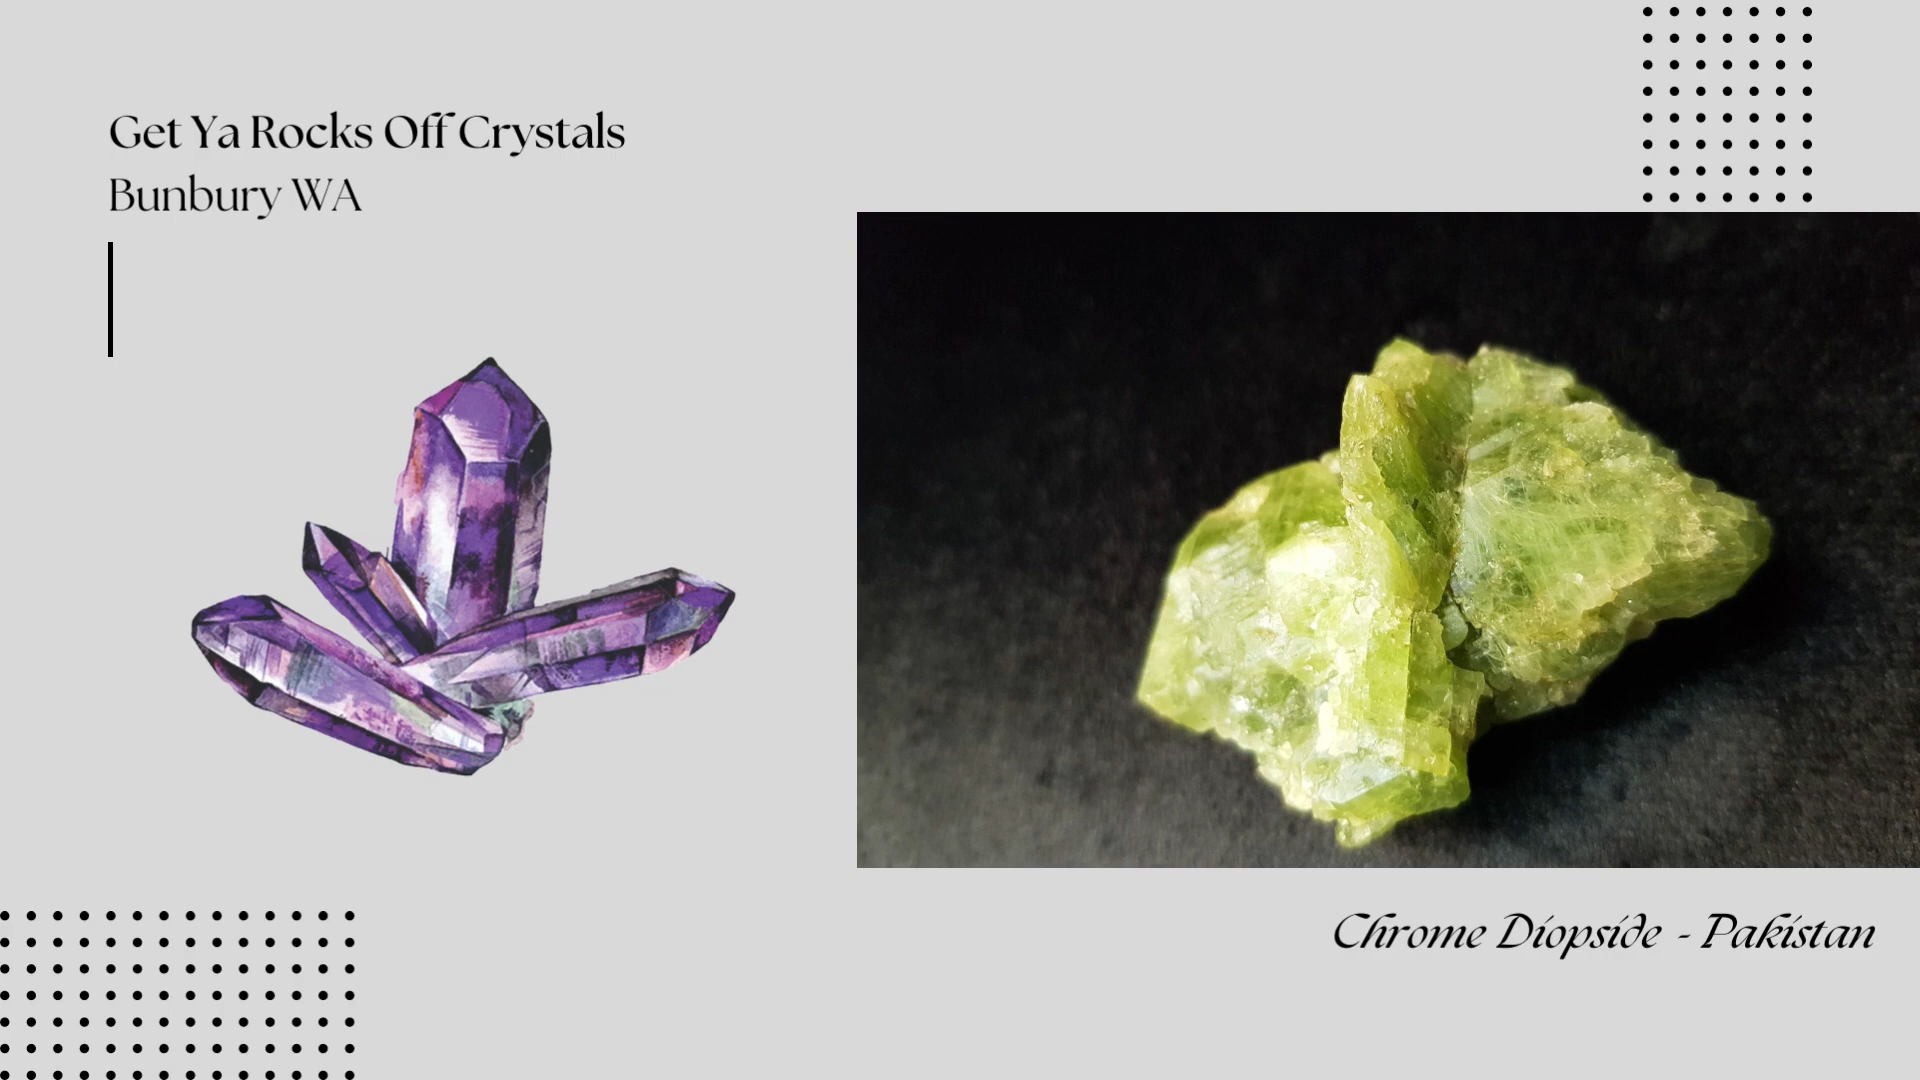 Get Ya Rocks Off Crystals
Bunbury WA
Chrome Diopside - Pakistan